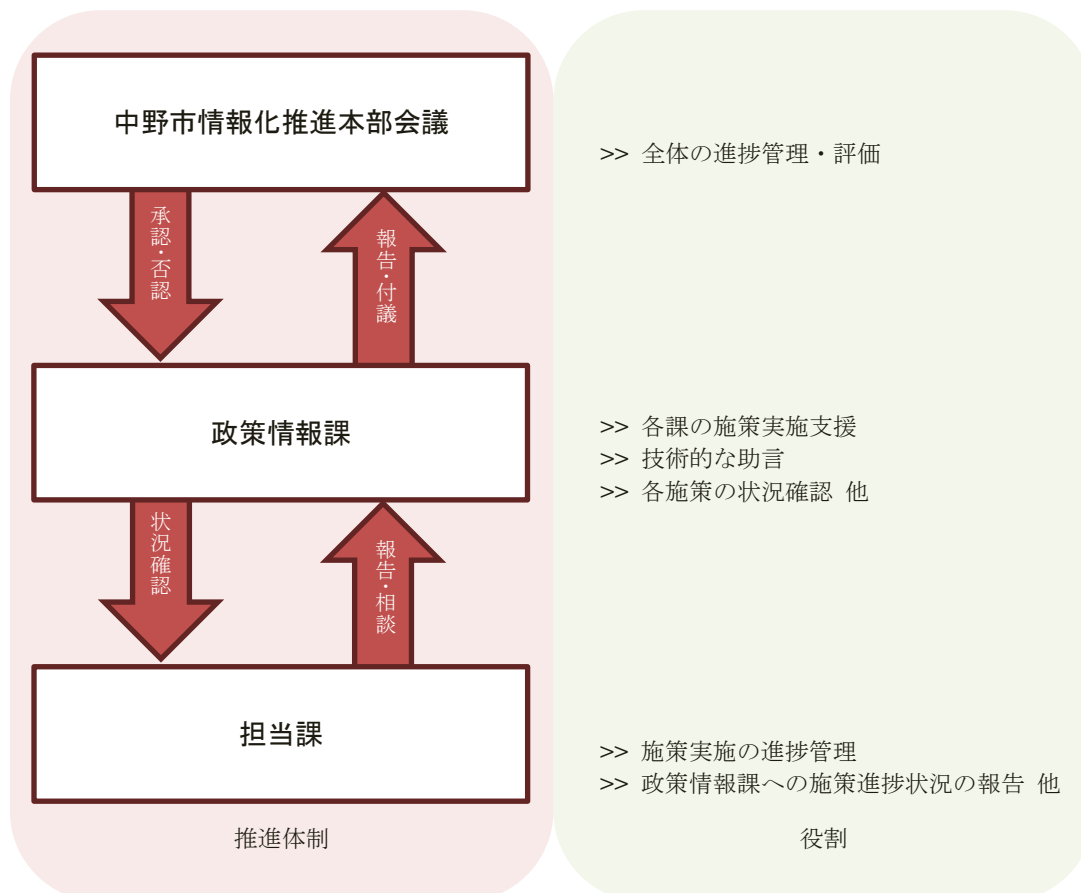 中野市情報化推進本部会議
>> 全体の進捗管理・評価
承認・否認
報告・付議
政策情報課
>> 各課の施策実施支援
>> 技術的な助言
>> 各施策の状況確認 他
状況確認
報告・相談
担当課
>> 施策実施の進捗管理
>> 政策情報課への施策進捗状況の報告 他
推進体制
役割